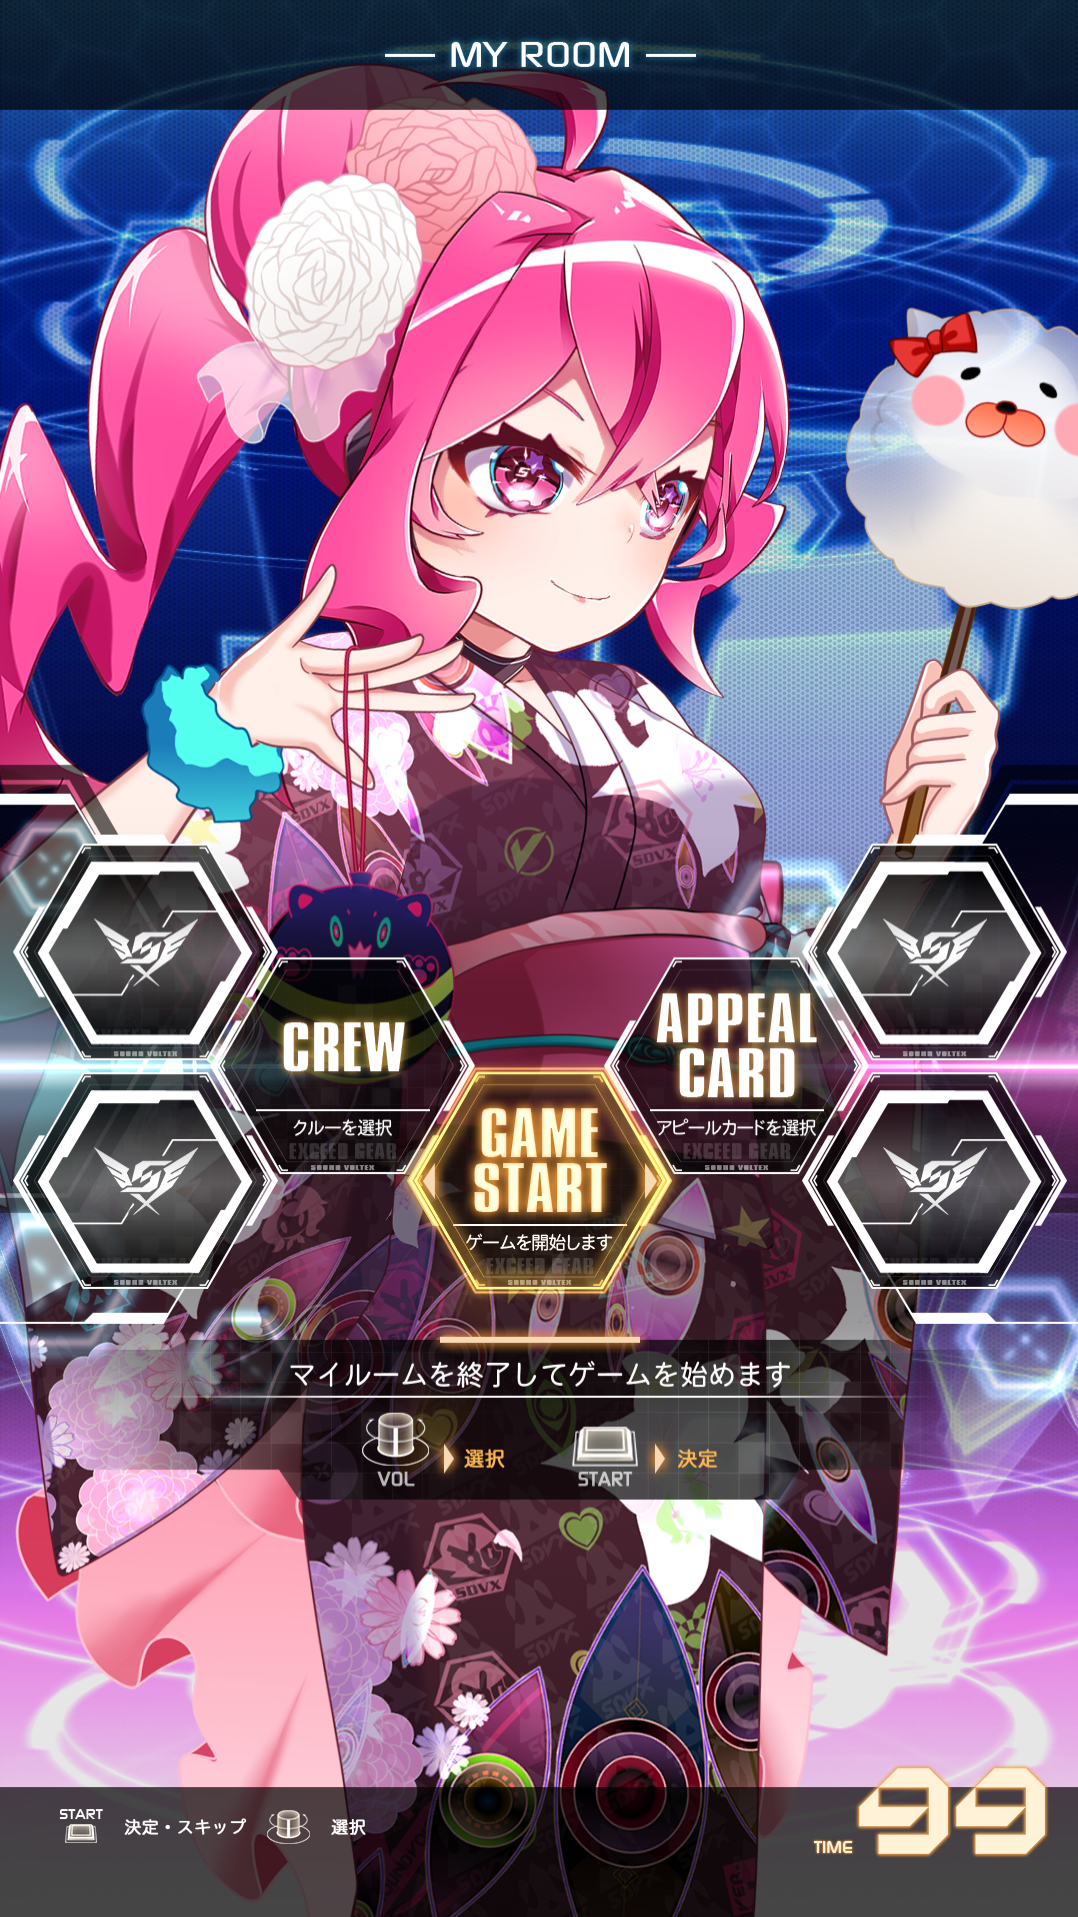 MY ROOM
CREW
クルーを選択
EXCEED GEAR
SOUND VOLTEX
APPEAL
CARD
アピールカードを選択
EXCEED GEAR
SOUND VOLTEX
GAME
START
ゲームを開始します
EXCEED GEAR
SOUND VOLTEX
SOUND VOLTEX
SOUND VOLTEX
SOUND VOLTEX
SOUND VOLTEX
マイルームを終了してゲームを始めます
VOL
選択
START
決定
SDVX
SDVX
SDVX
START
決定・スキップ
選択
TIME
99